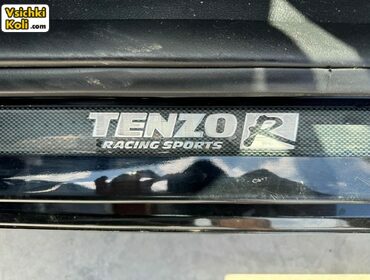 Vsichki
Koli.com
TENZO R
RACING SPORTS